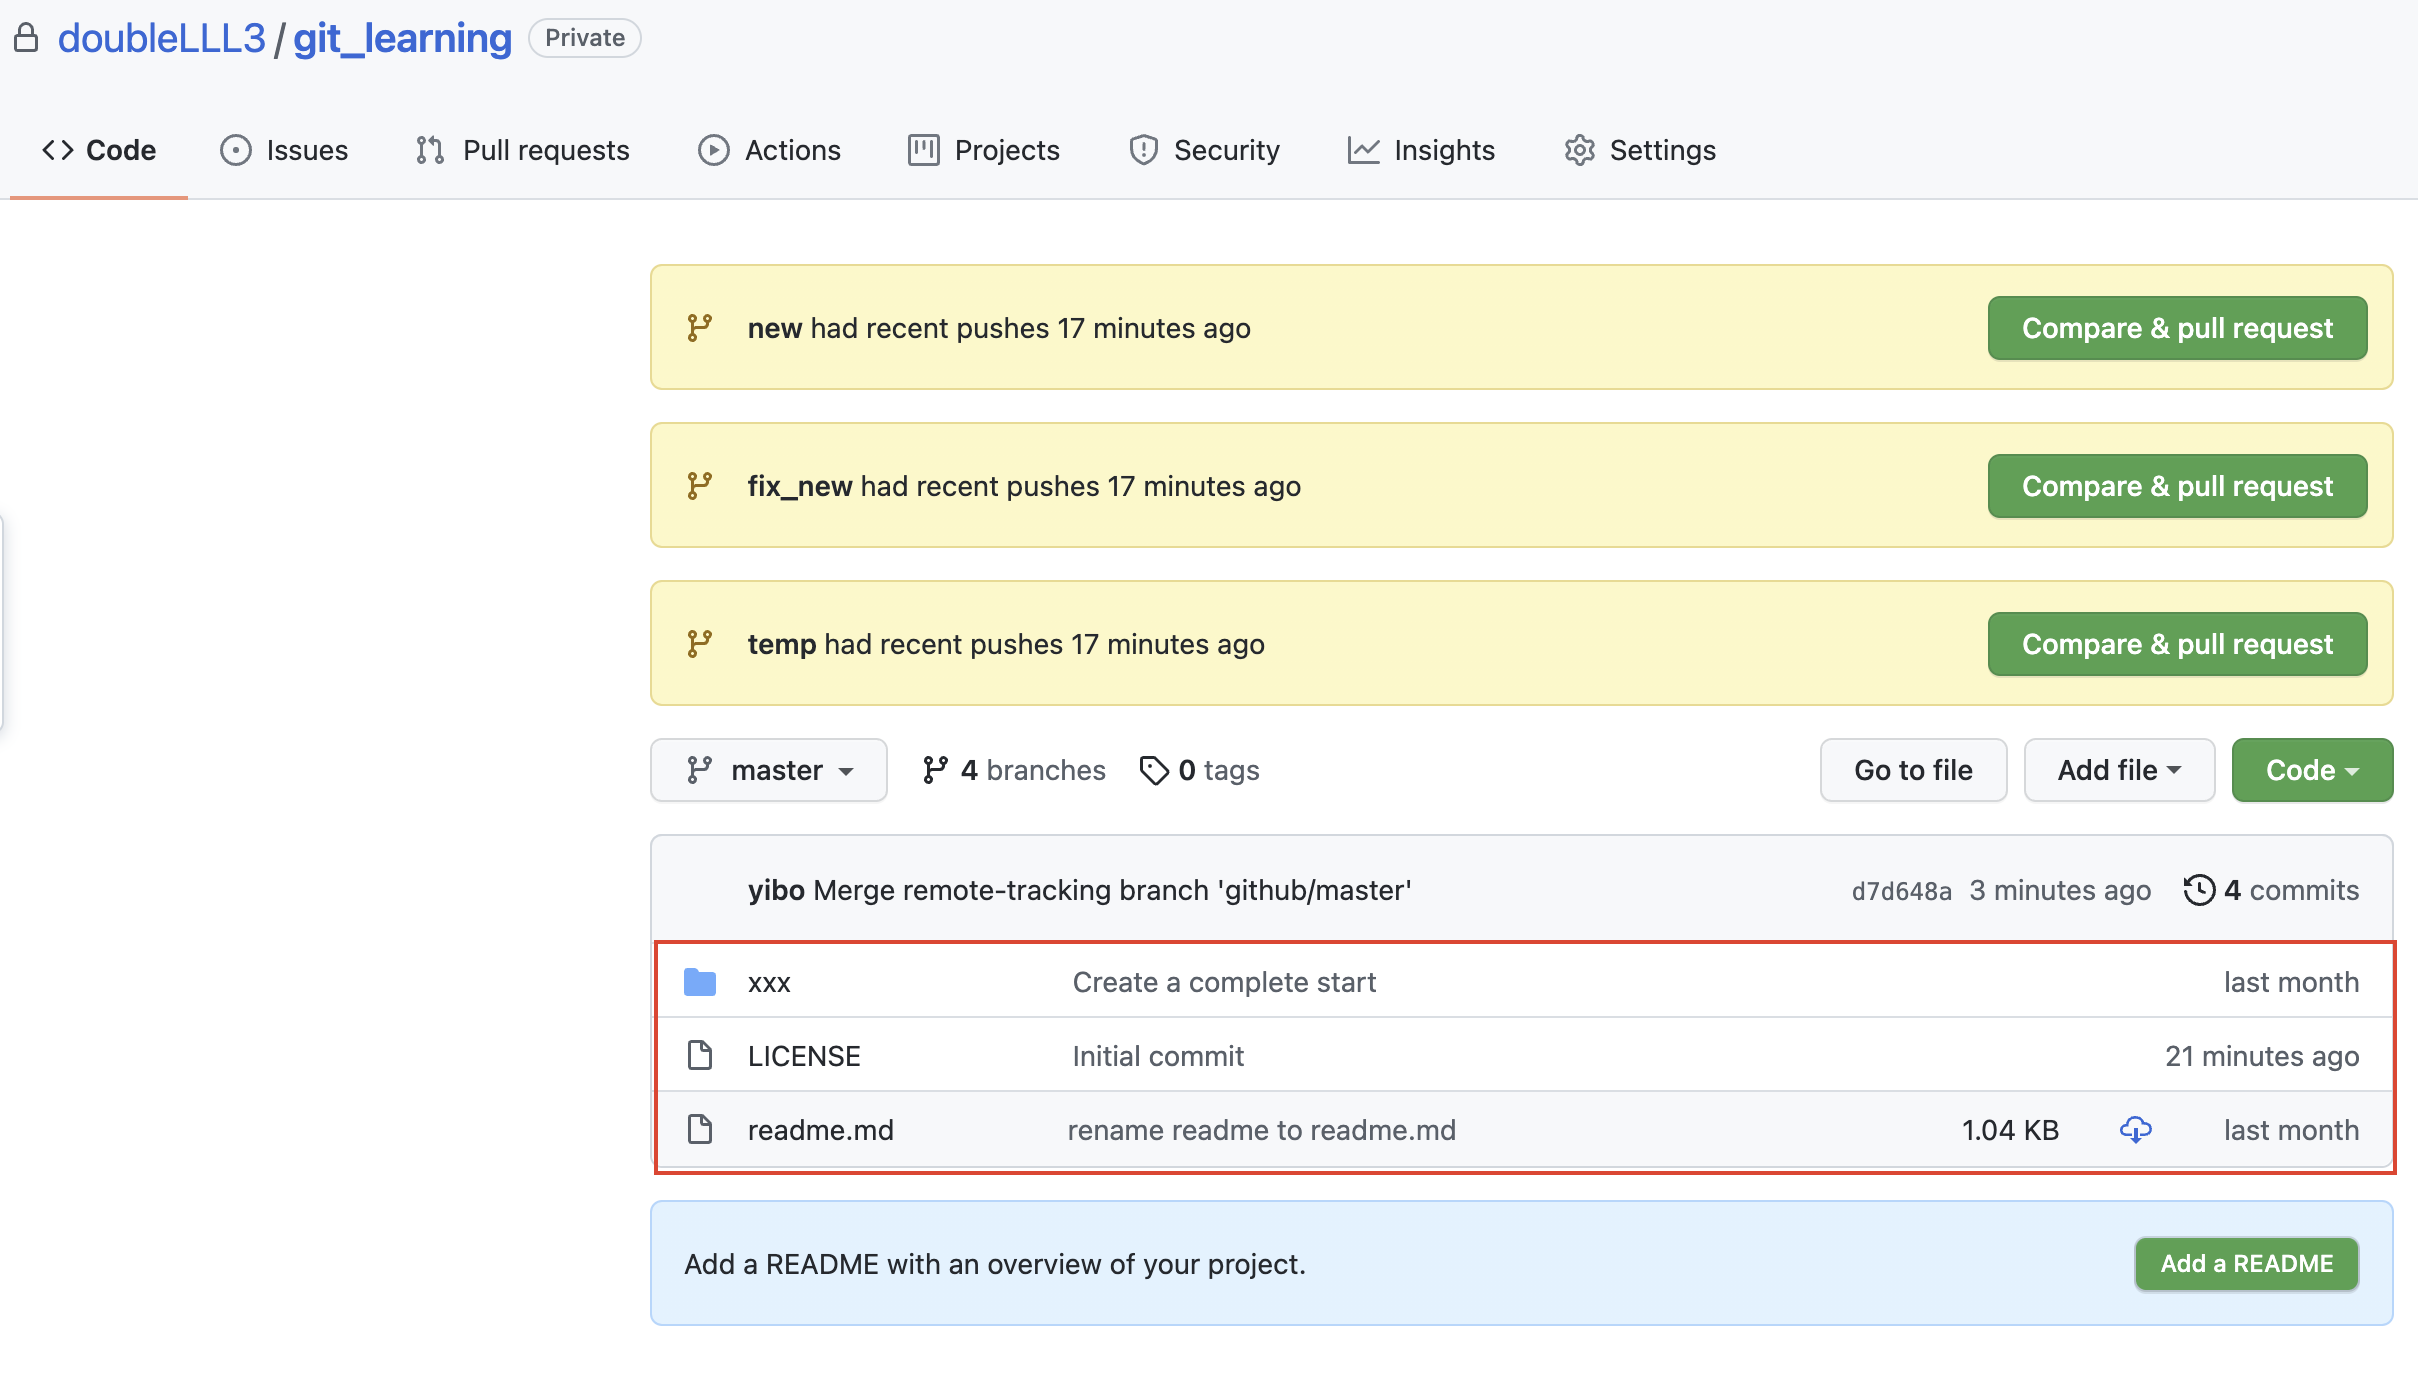 doubleLLL3 / git_learning Private
Code Issues Pull requests Actions Projects Security Insights Settings
new had recent pushes 17 minutes ago Compare & pull request
fix_new had recent pushes 17 minutes ago Compare & pull request
temp had recent pushes 17 minutes ago Compare & pull request
master 4 branches 0 tags Go to file Add file Code
yibo Merge remote-tracking branch 'github/master' d7d648a 3 minutes ago 4 commits
xxx Create a complete start last month
LICENSE Initial commit 21 minutes ago
readme.md rename readme to readme.md 1.04 KB last month
Add a README with an overview of your project. Add a README